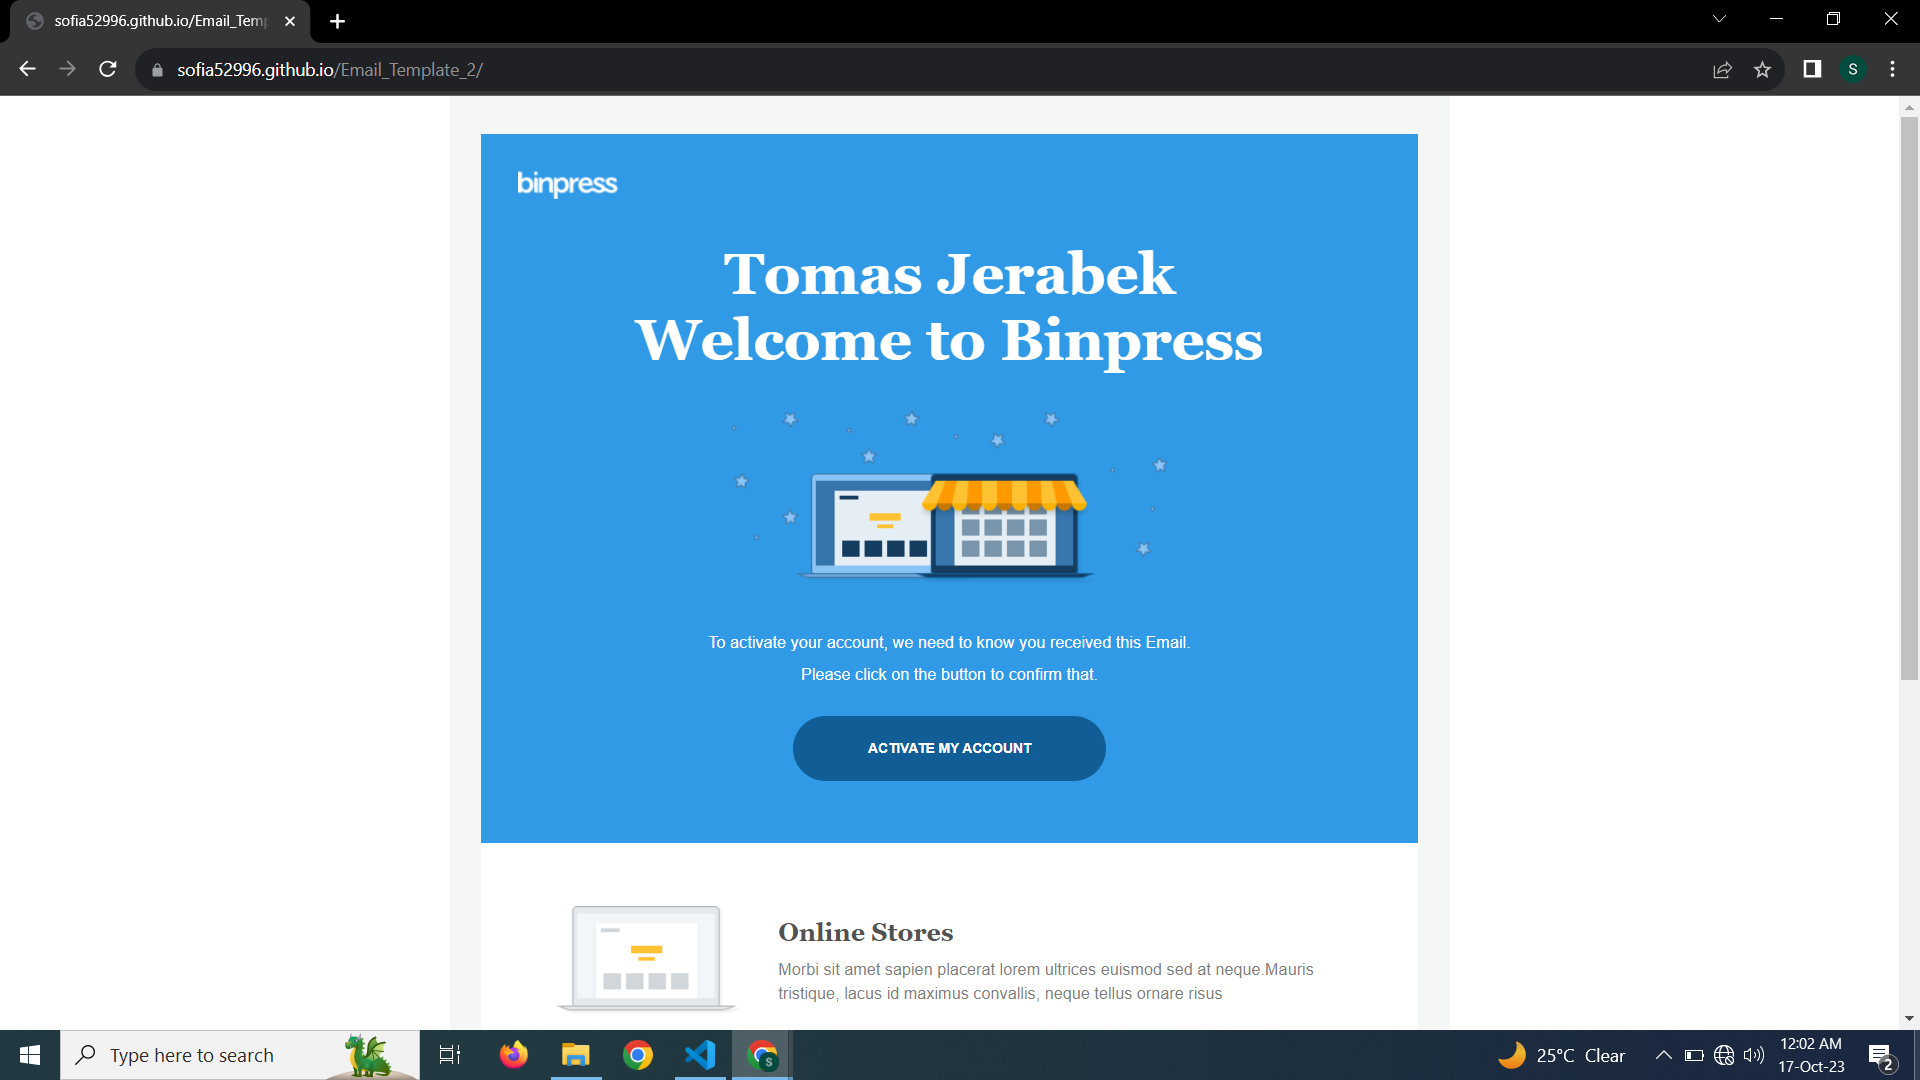 sofia52996.github.io/Email_Temp
sofia52996.github.io/Email_Template_2/
S
binpress
Tomas Jerabek
Welcome to Binpress
To activate your account, we need to know you received this Email.
Please click on the button to confirm that.
ACTIVATE MY ACCOUNT
Online Stores
Morbi sit amet sapien placerat lorem ultrices euismod sed at neque.Mauris
tristique, lacus id maximus convallis, neque tellus ornare risus
Type here to search
S
25°C Clear
12:02 AM
17-Oct-23
2